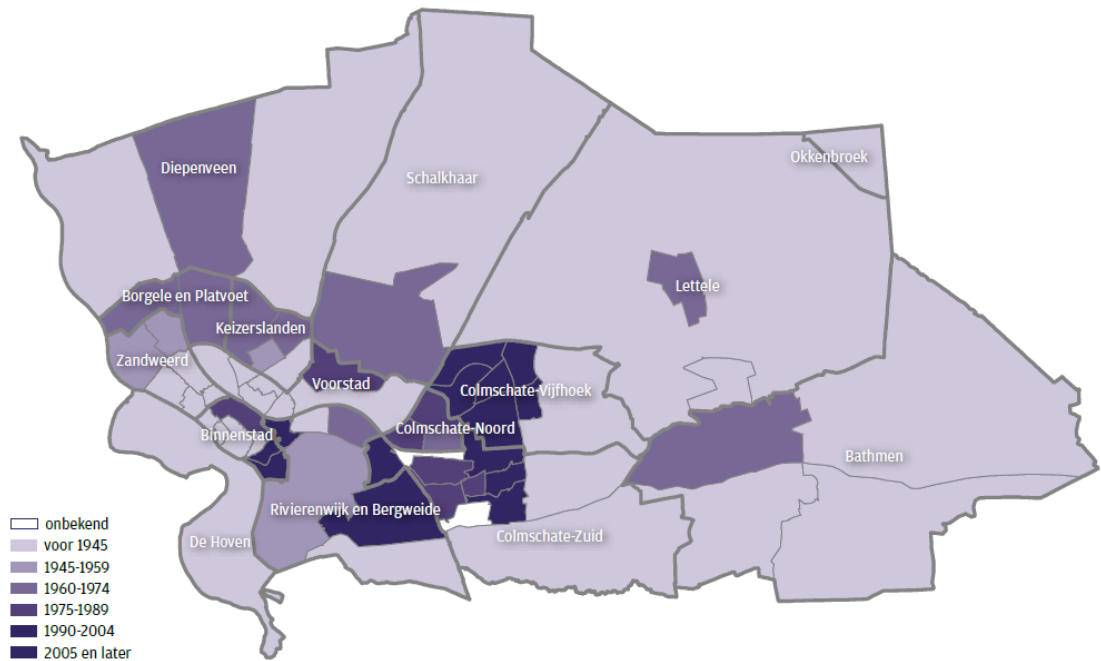 Diepenveen
Schalkhaar
Okkenbroek
Lettele
Borgele en Platvoet
Keizerslanden
Zandweerd
Voorstad
Colmschate-Vijfhoek
Colmschate-Noord
Binnenstad
Bathmen
Rivierenwijk en Bergweide
De Hoven
Colmschate-Zuid
onbekend
voor 1945
1945-1959
1960-1974
1975-1989
1990-2004
2005 en later